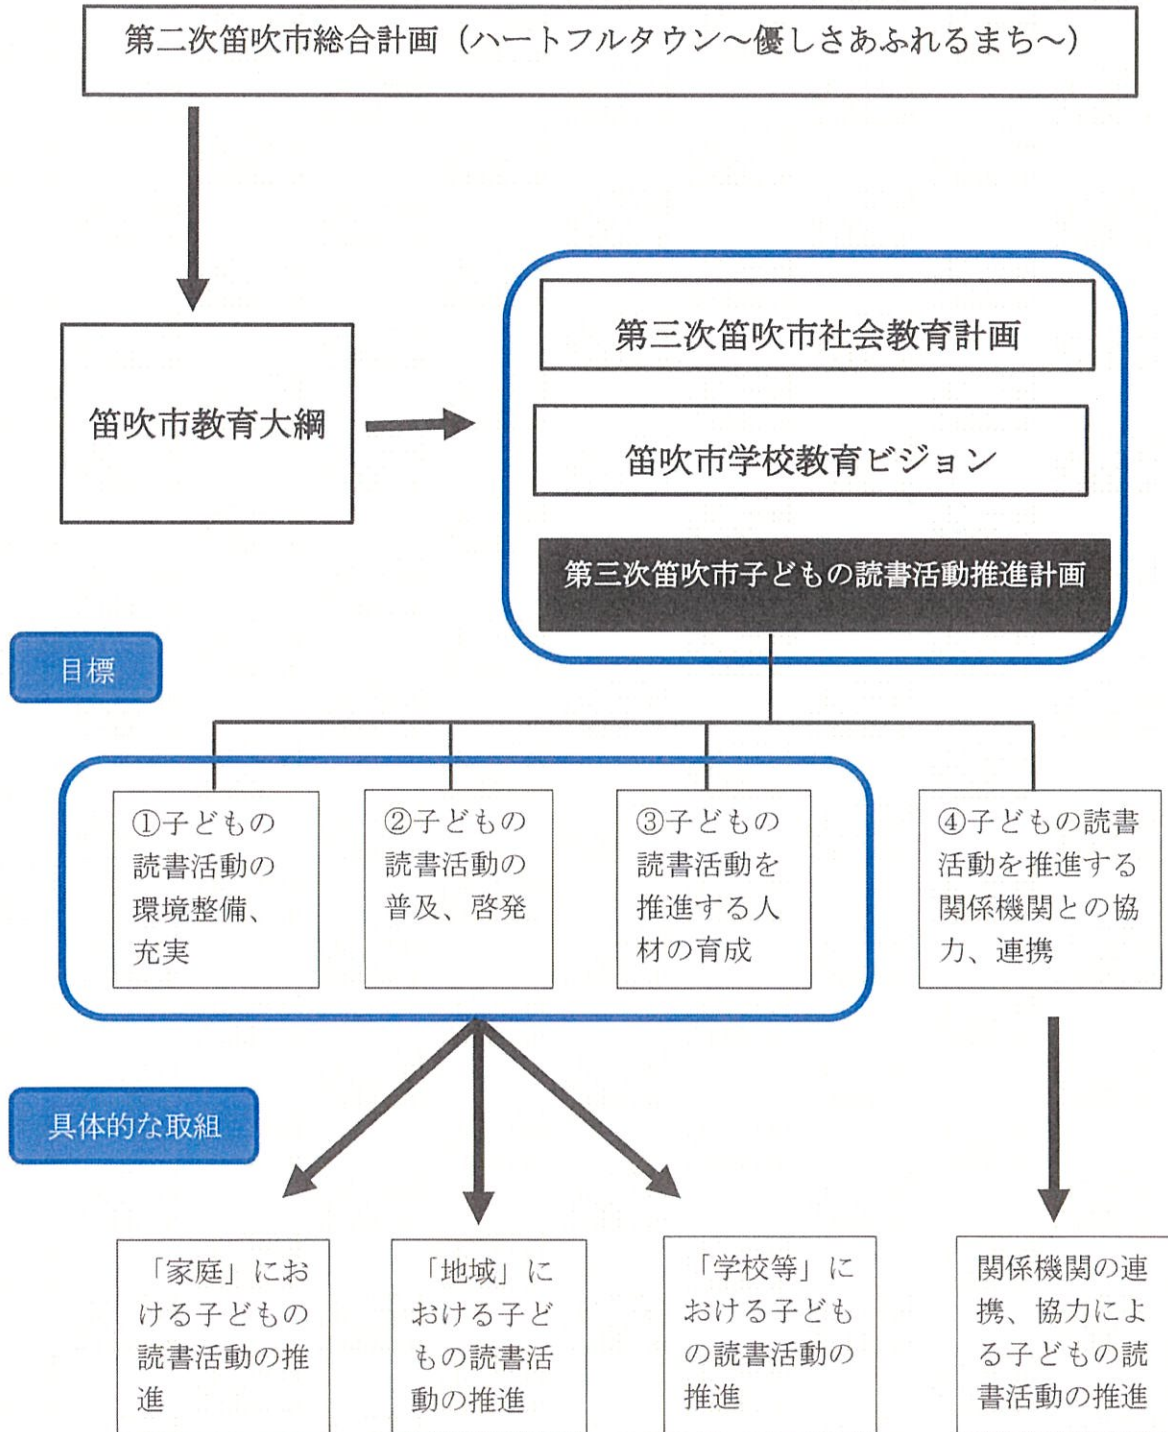 第二次笛吹市総合計画（ハートフルタウン～優しさあふれるまち～）
第三次笛吹市社会教育計画
笛吹市教育大綱
笛吹市学校教育ビジョン
第三次笛吹市子どもの読書活動推進計画
目標
①子どもの
読書活動の
環境整備、
充実
②子どもの
読書活動の
普及、啓発
③子どもの
読書活動を
推進する人
材の育成
④子どもの読書
活動を推進する
関係機関との協
力、連携
具体的な取組
「家庭」にお
ける子どもの
読書活動の推
進
「地域」に
おける子ど
もの読書活
動の推進
「学校等」に
おける子ども
の読書活動の
推進
関係機関の連
携、協力によ
る子どもの読
書活動の推進